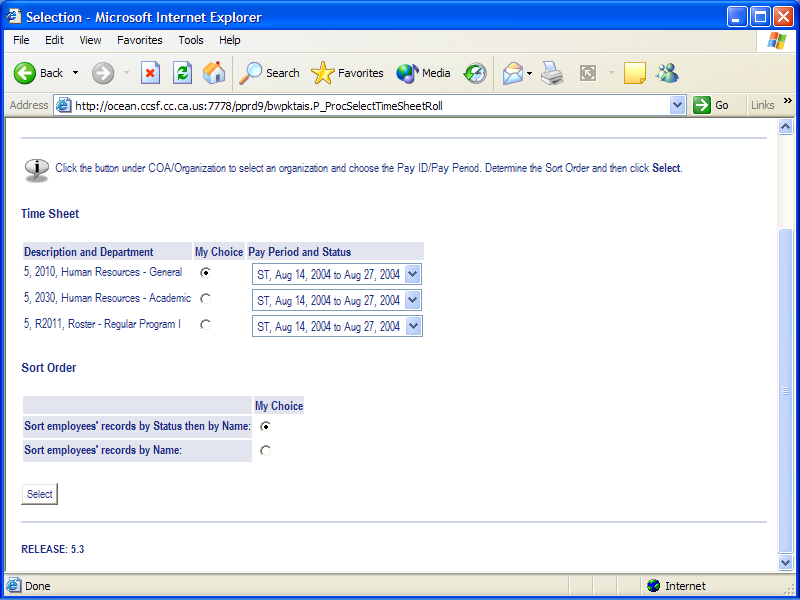 Selection - Microsoft Internet Explorer
File Edit View Favorites Tools Help
Back Search Favorites Media
Address http://ocean.ccsf.cc.ca.us:7778/pprd9/bwpktais.P_ProcSelectTimeSheetRoll Go Links »
Click the button under COA/Organization to select an organization and choose the Pay ID/Pay Period. Determine the Sort Order and then click Select.
Time Sheet
Description and Department My Choice Pay Period and Status
5, 2010, Human Resources - General ST, Aug 14, 2004 to Aug 27, 2004
5, 2030, Human Resources - Academic ST, Aug 14, 2004 to Aug 27, 2004
5, R2011, Roster - Regular Program I ST, Aug 14, 2004 to Aug 27, 2004
Sort Order
My Choice
Sort employees' records by Status then by Name:
Sort employees' records by Name:
Select
RELEASE: 5.3
Done Internet